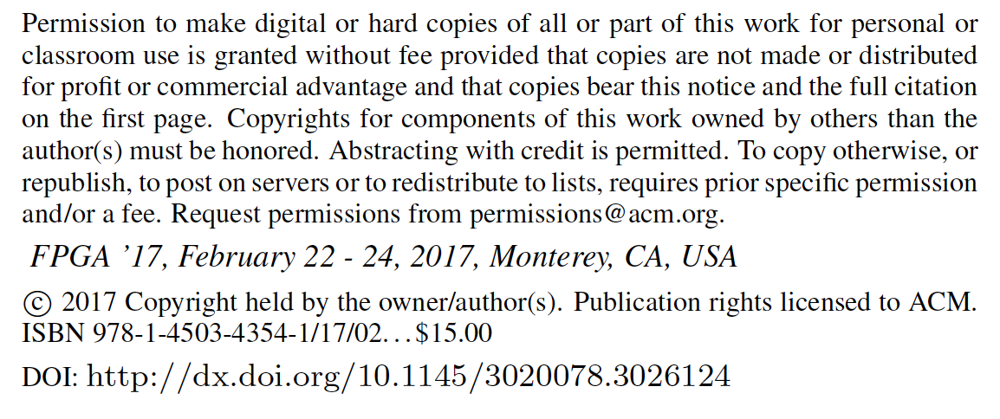 Permission to make digital or hard copies of all or part of this work for personal or
classroom use is granted without fee provided that copies are not made or distributed
for profit or commercial advantage and that copies bear this notice and the full citation
on the first page. Copyrights for components of this work owned by others than the
author(s) must be honored. Abstracting with credit is permitted. To copy otherwise, or
republish, to post on servers or to redistribute to lists, requires prior specific permission
and/or a fee. Request permissions from permissions@acm.org.
FPGA ’17, February 22 - 24, 2017, Monterey, CA, USA
© 2017 Copyright held by the owner/author(s). Publication rights licensed to ACM.
ISBN 978-1-4503-4354-1/17/02...$15.00
DOI: http://dx.doi.org/10.1145/3020078.3026124